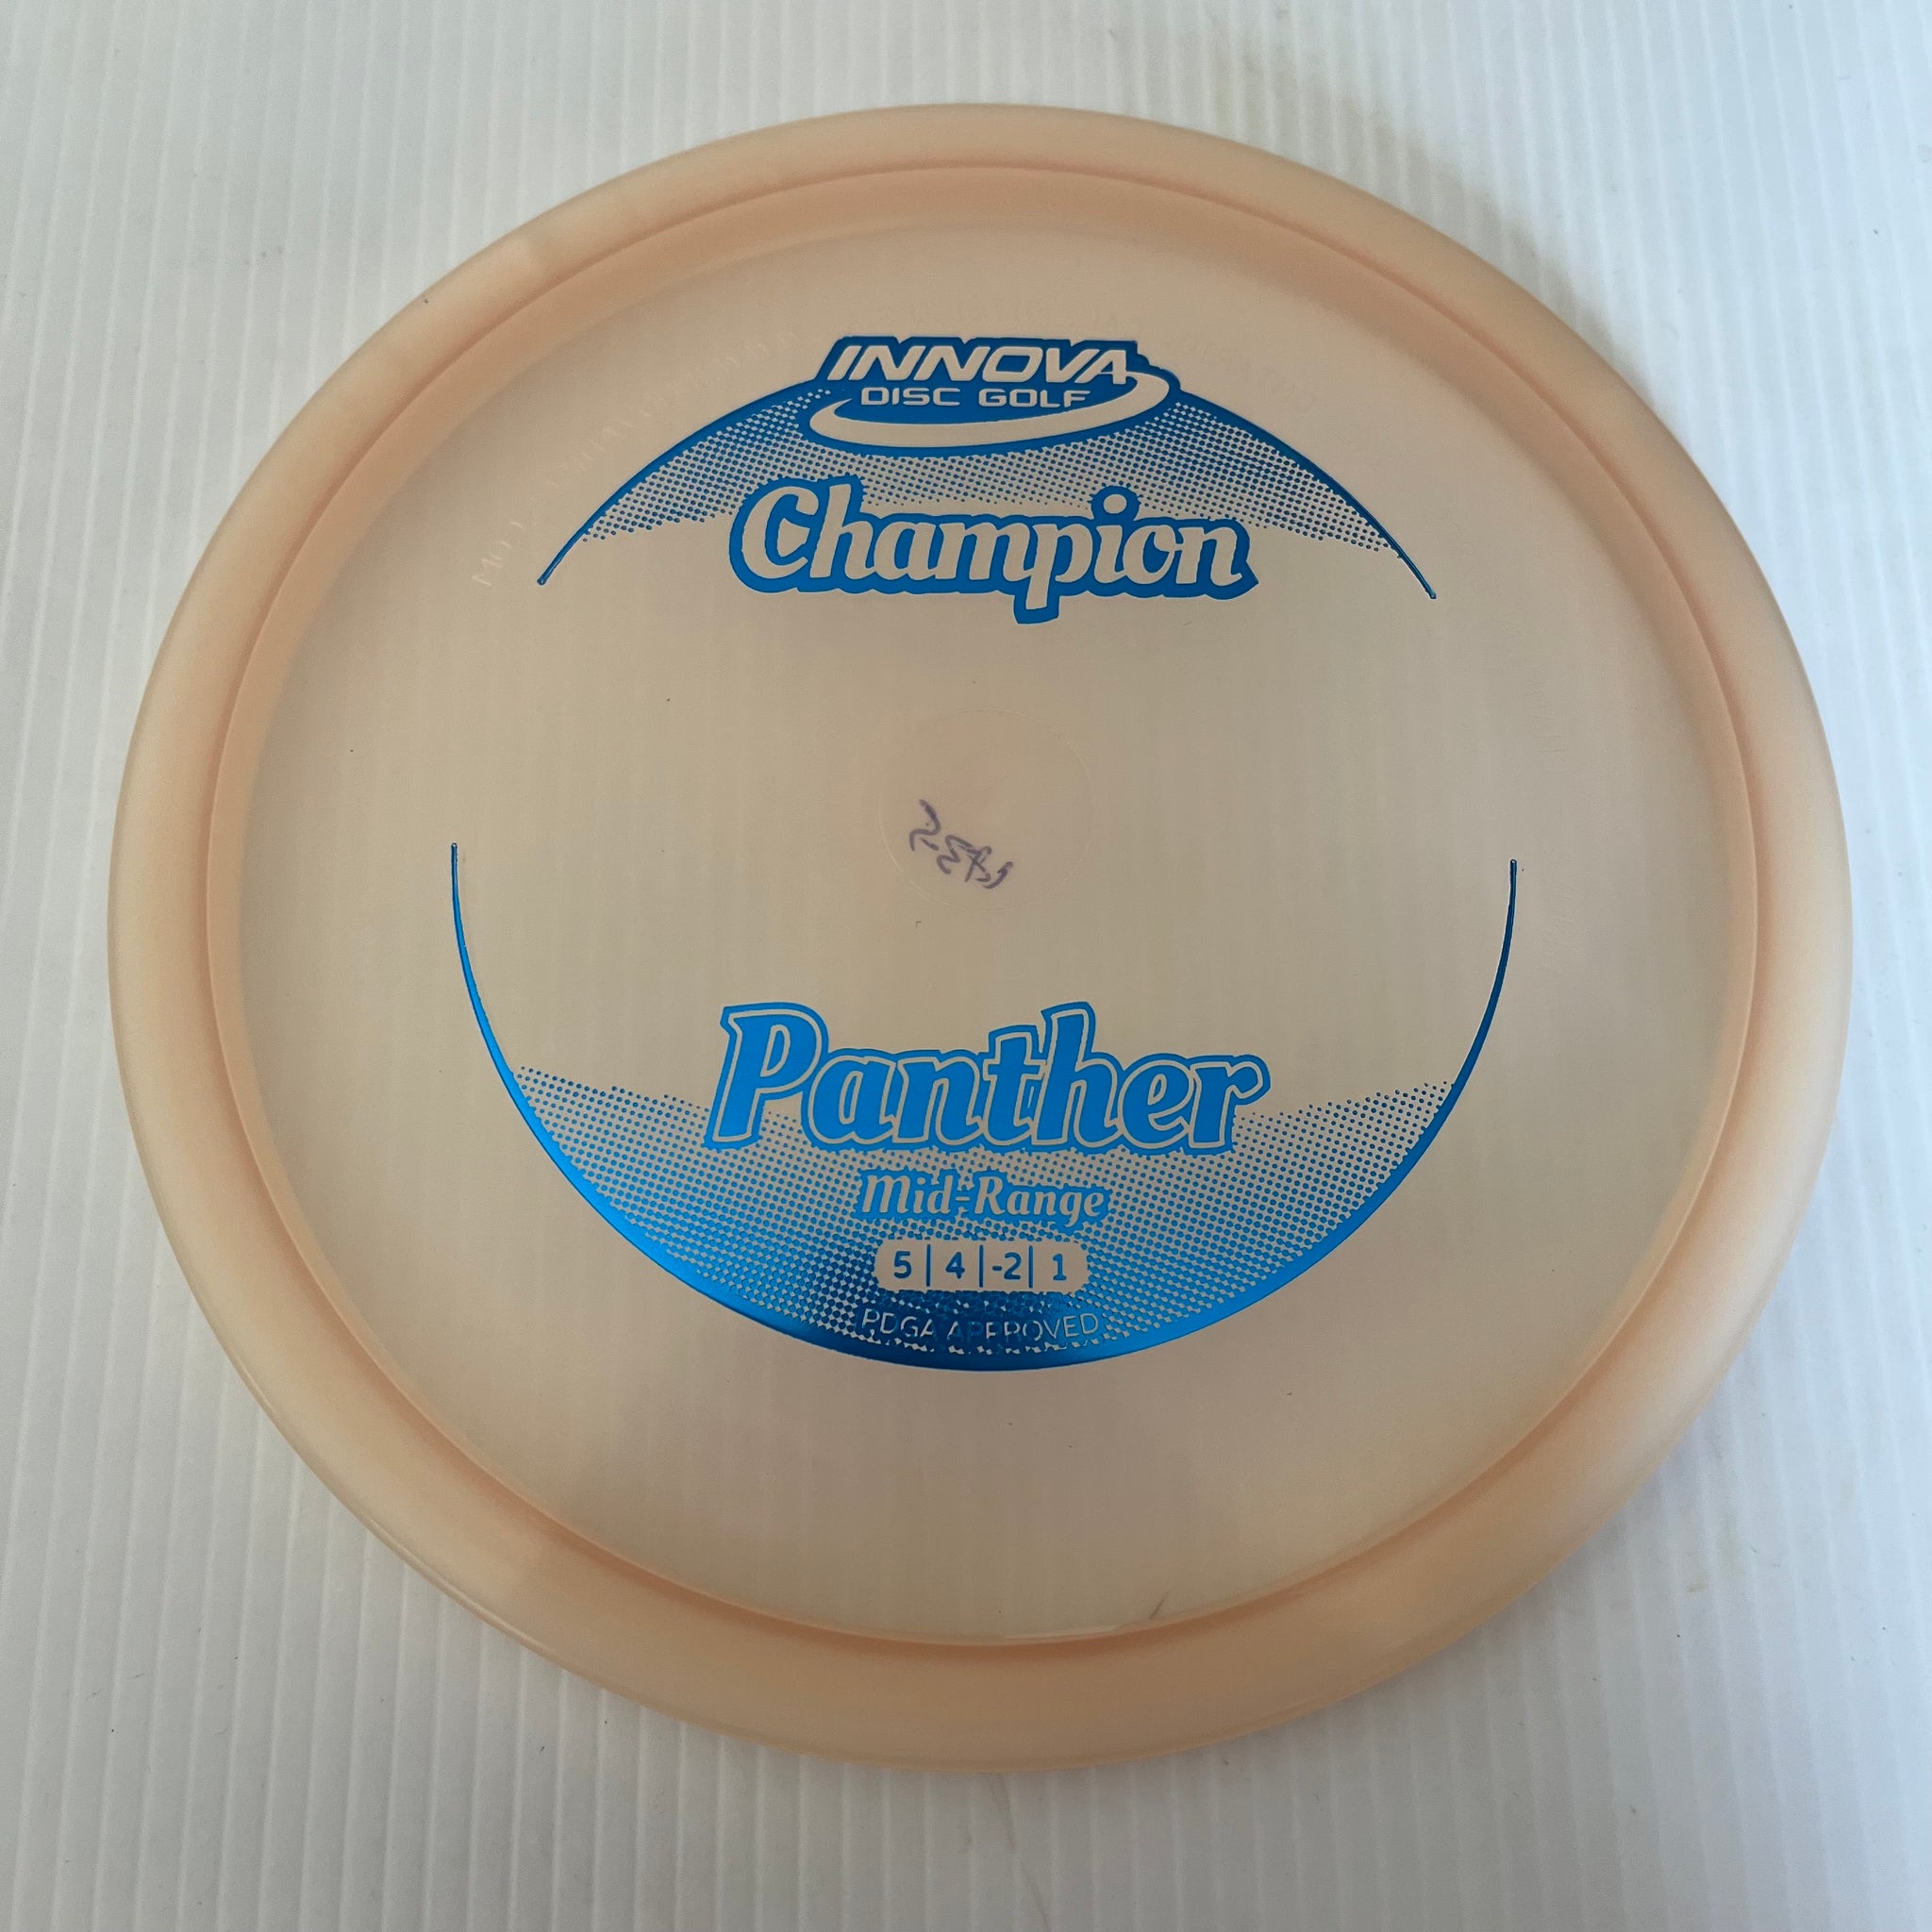 INNOVA
DISC GOLF
Champion
Panther
Mid-Range
5 | 4 | -2 | 1
PDGA APPROVED